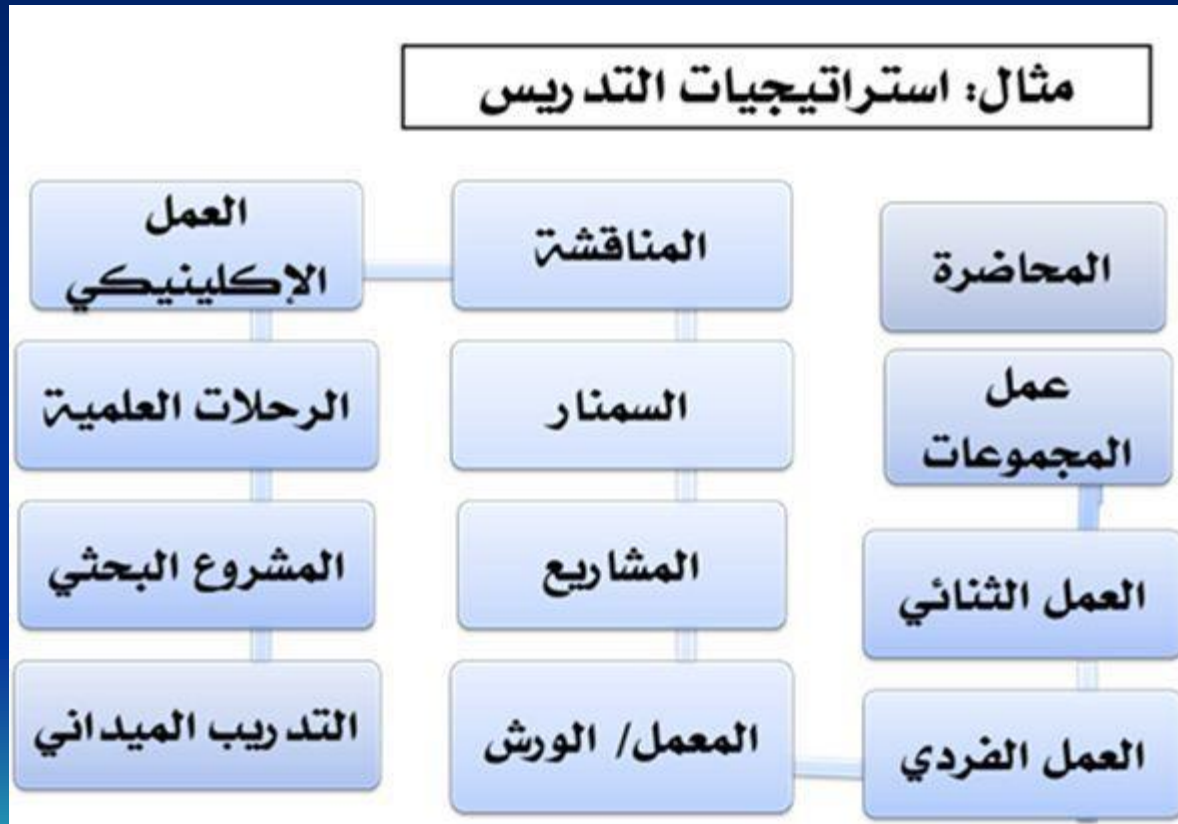 مثال: استراتيجيات التدريس
المحاضرة
عمل
المجموعات
العمل الثنائي
العمل الفردي
المناقشة
السمنار
المشاريع
المعمل/ الورش
العمل
الإكلينيكي
الرحلات العلمية
المشروع البحثي
التدريب الميداني